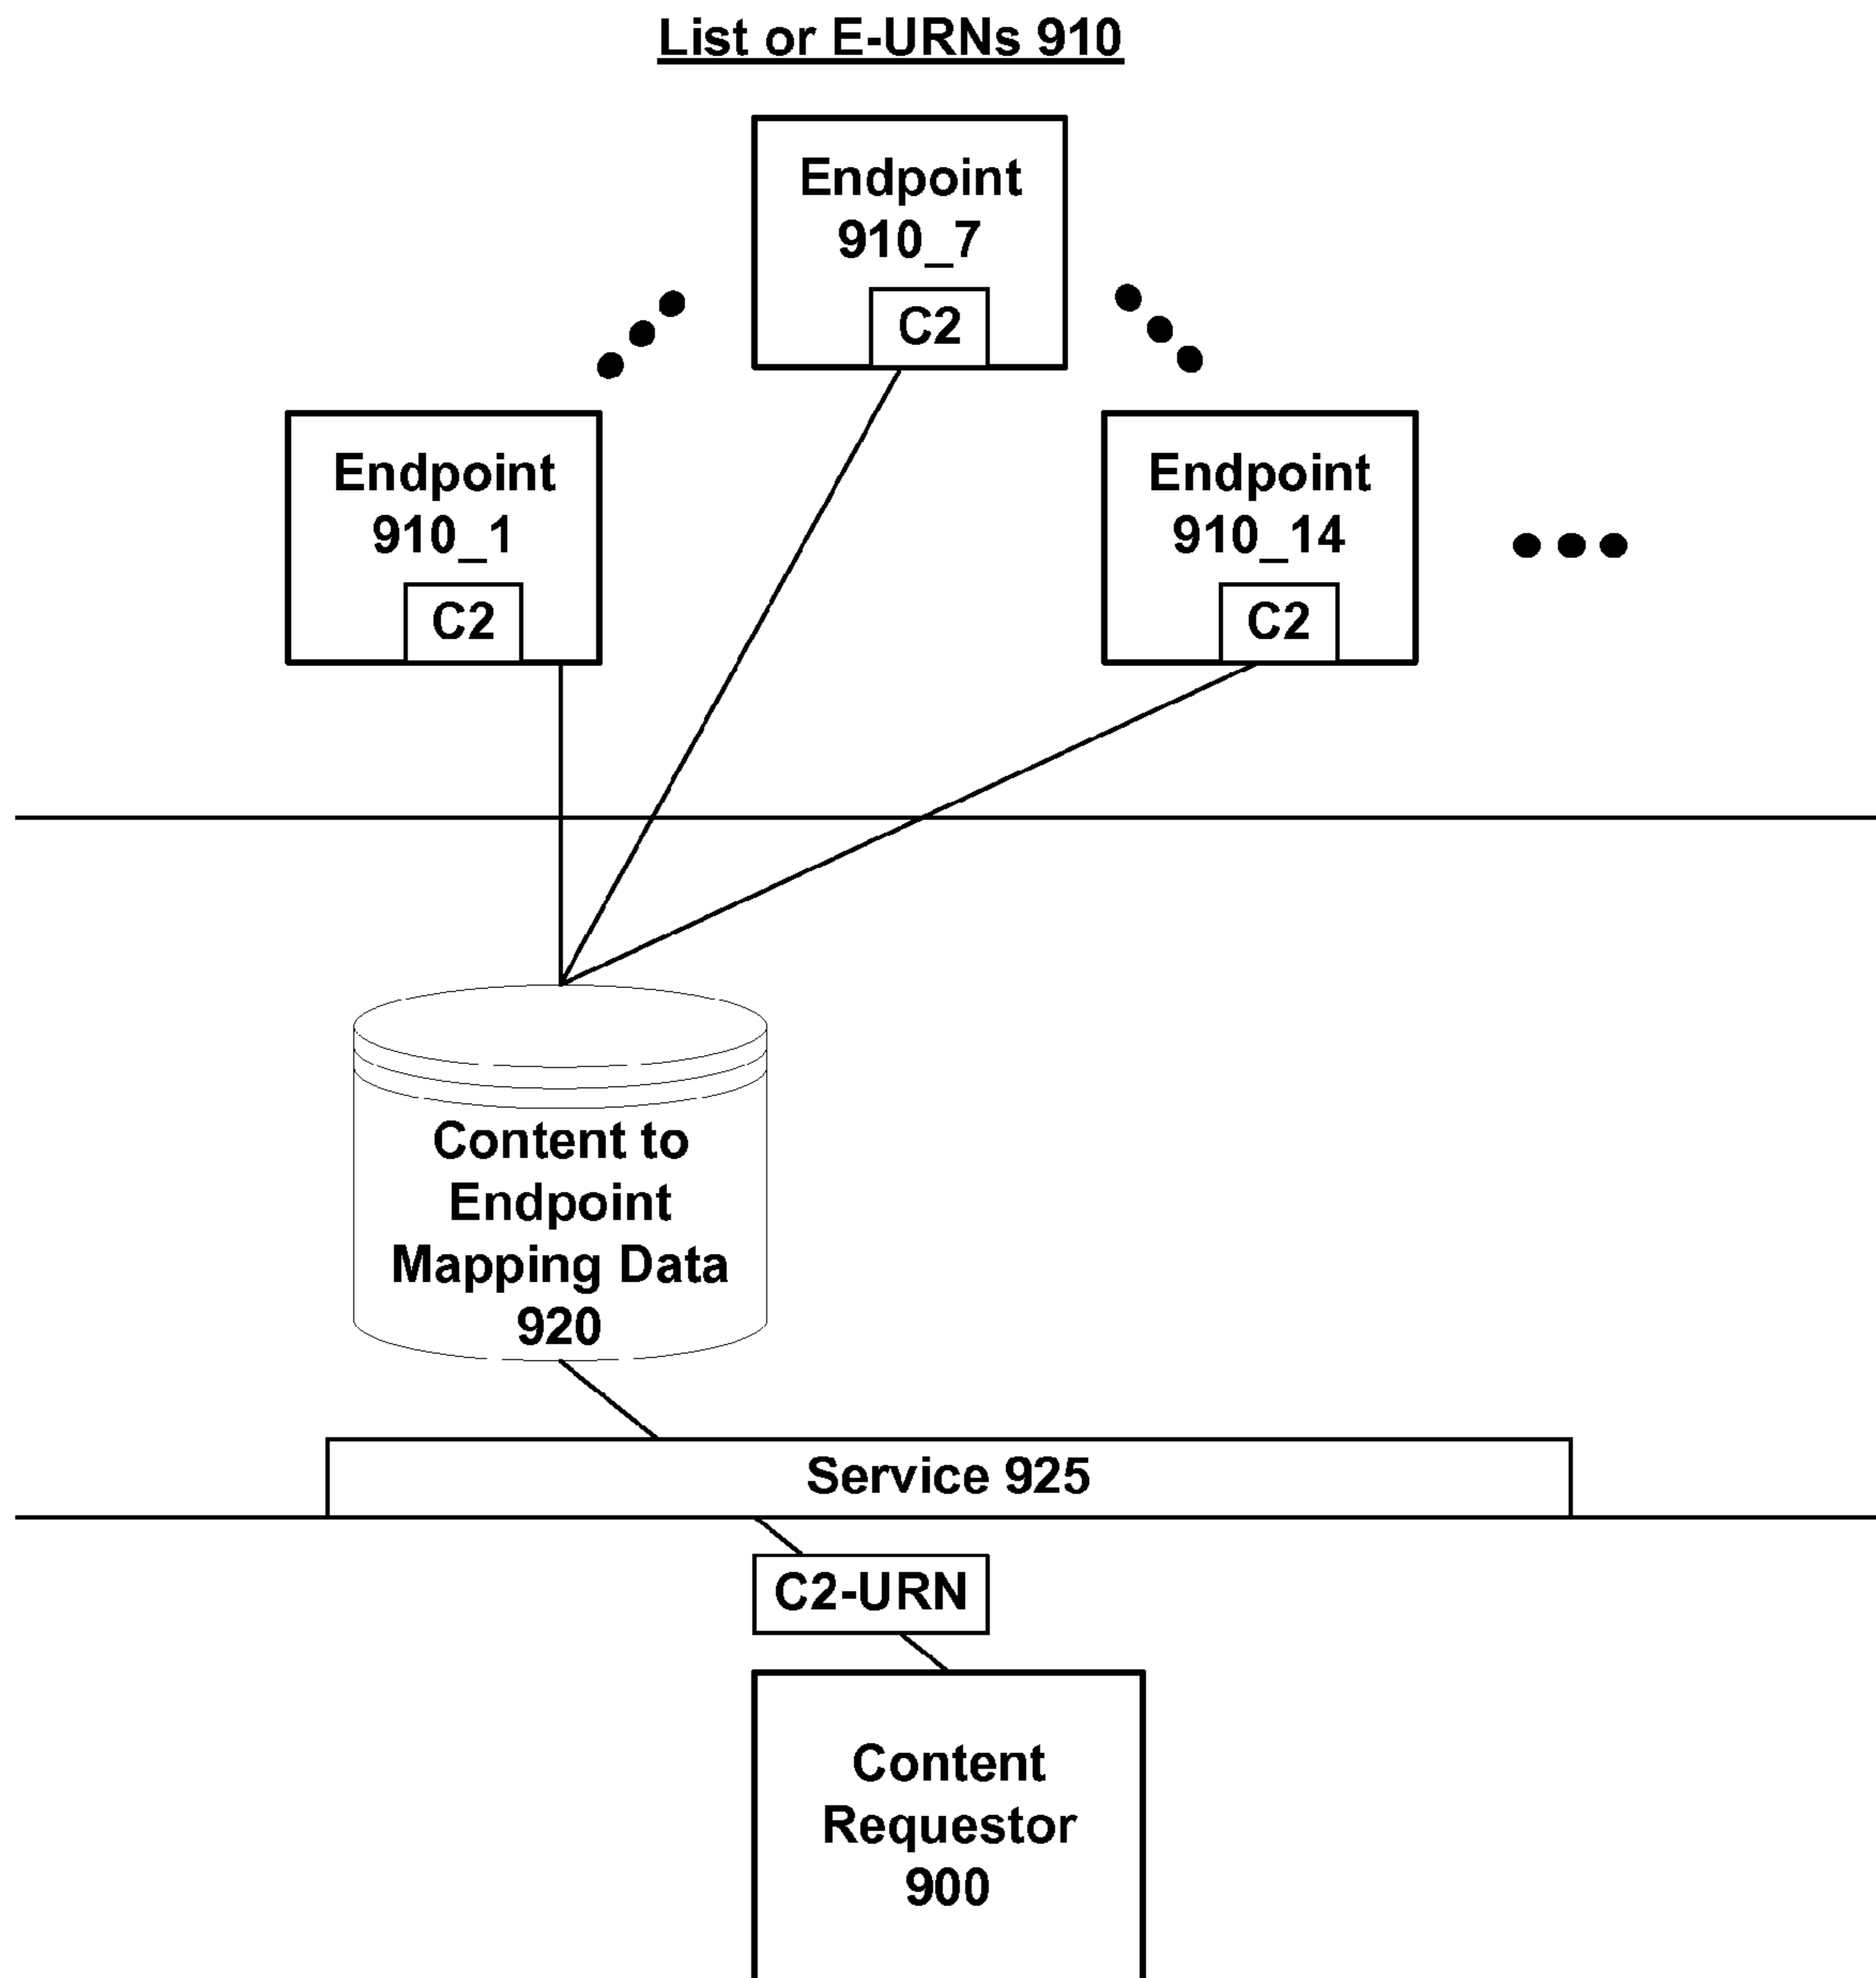 List or E-URNs 910
Endpoint
910_7
C2
Endpoint
910_1
C2
Endpoint
910_14
C2
Content to
Endpoint
Mapping Data
920
Service 925
C2-URN
Content
Requestor
900